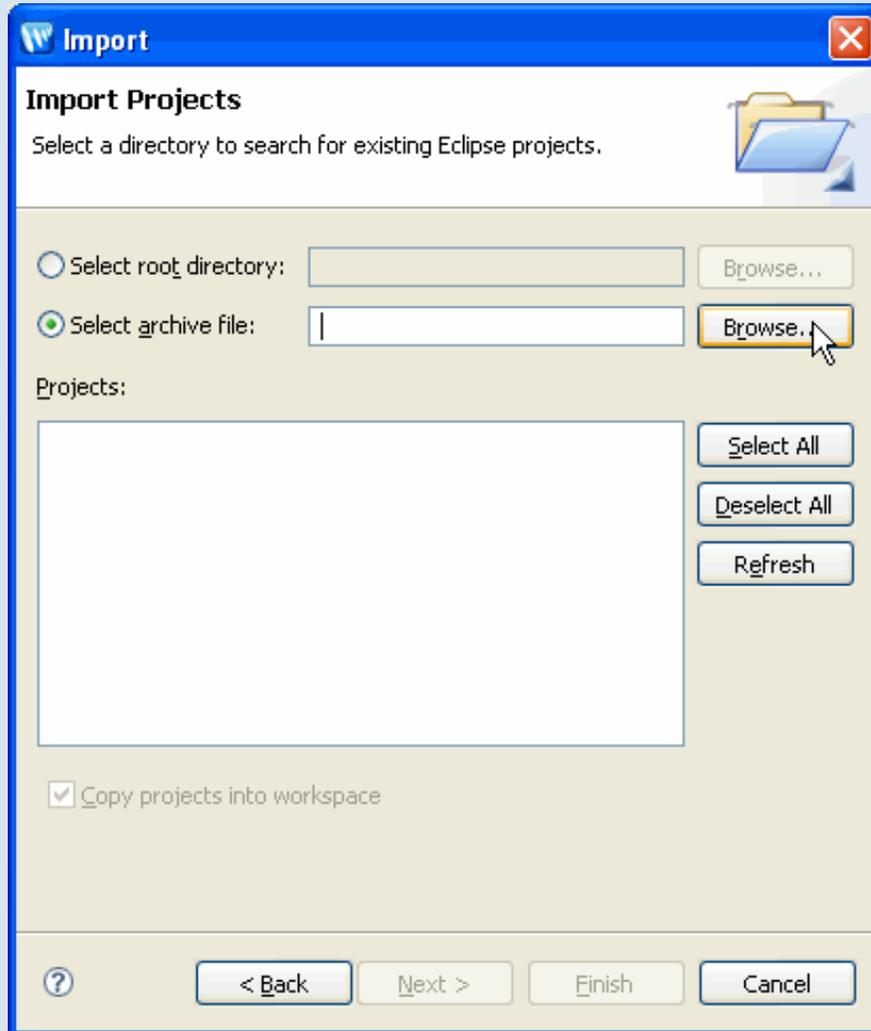 Import
Import Projects
Select a directory to search for existing Eclipse projects.
Select root directory:
Browse...
Select archive file:
Browse..
Projects:
Select All
Deselect All
Refresh
Copy projects into workspace
? < Back Next > Finish Cancel